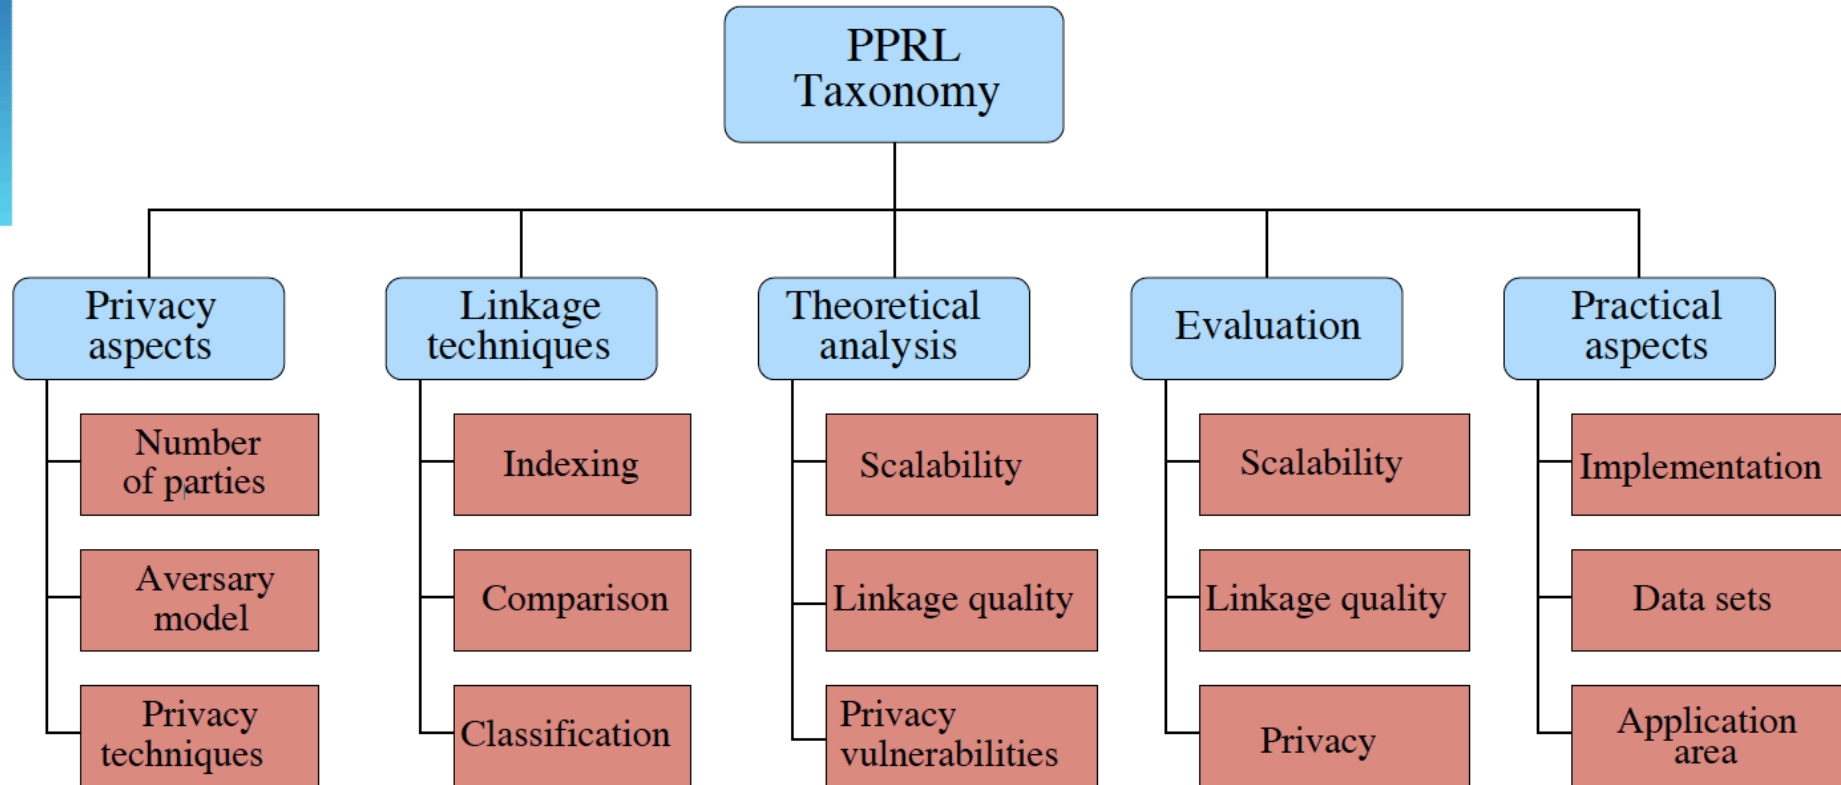 PPRL
Taxonomy
Privacy
aspects
Linkage
techniques
Theoretical
analysis
Evaluation
Practical
aspects
Number
of parties
Aversary
model
Privacy
techniques
Indexing
Comparison
Classification
Scalability
Linkage quality
Privacy
vulnerabilities
Scalability
Linkage quality
Privacy
Implementation
Data sets
Application
area